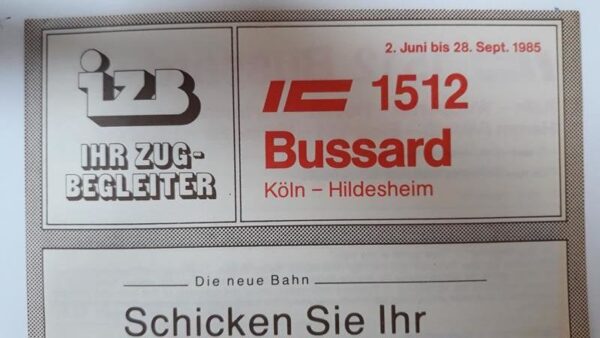 izB
IHR ZUG-
BEGLEITER
2. Juni bis 28. Sept. 1985
IC 1512
Bussard
Köln – Hildesheim
Die neue Bahn
Schicken Sie Ihr